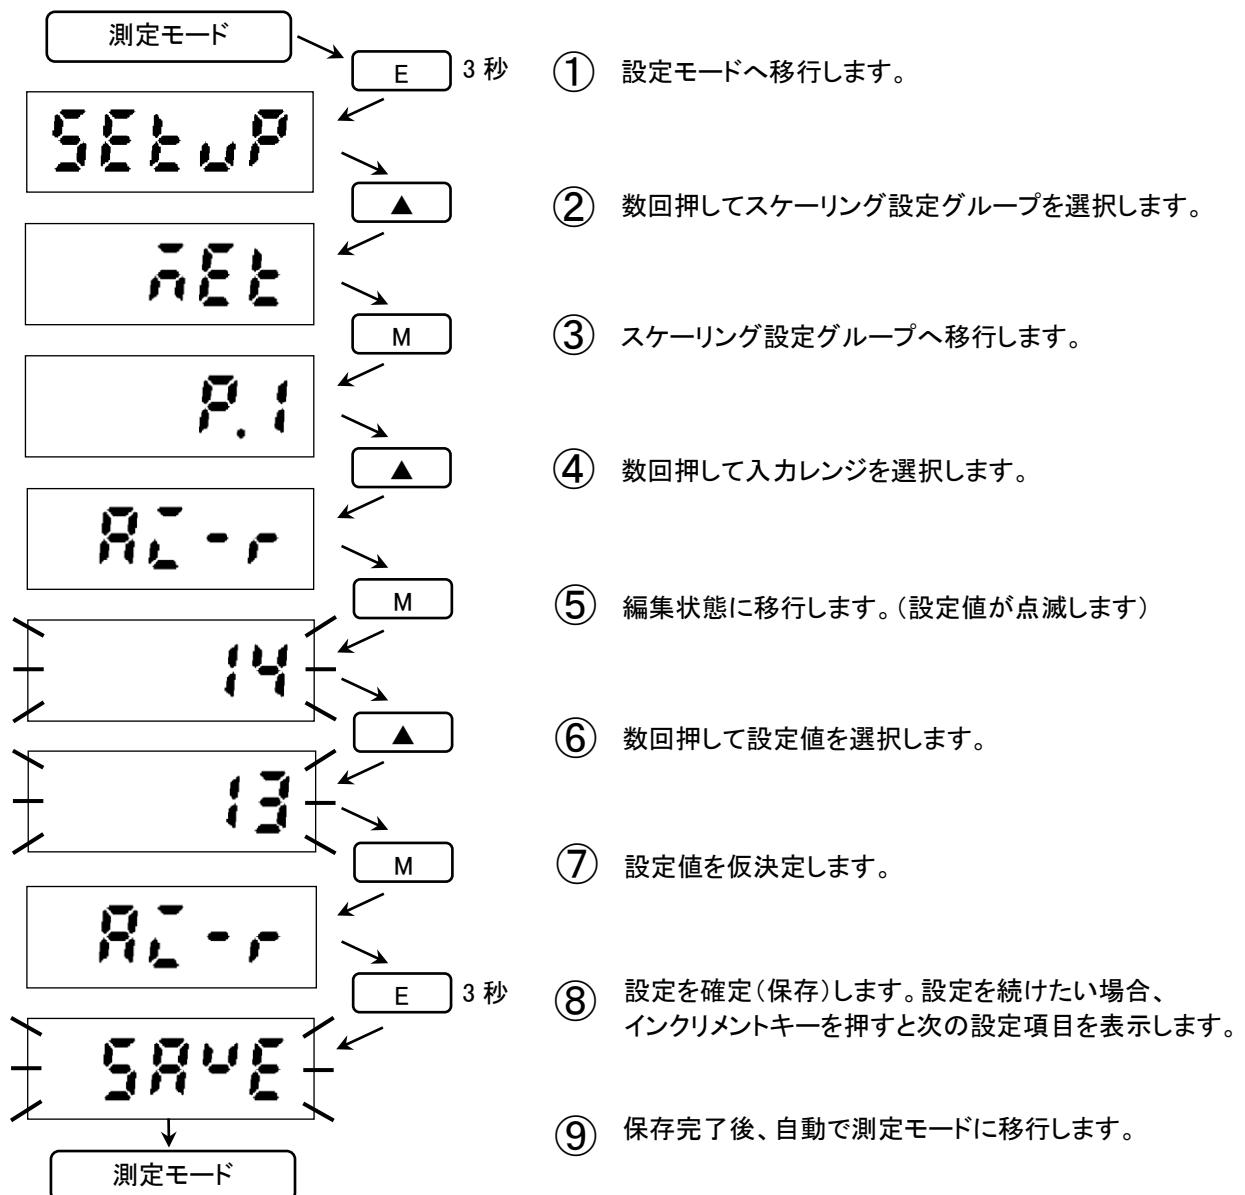 測定モード
E 3秒 ① 設定モードへ移行します。
SEtuP
▲ ② 数回押してスケーリング設定グループを選択します。
mEt
M ③ スケーリング設定グループへ移行します。
P.1
▲ ④ 数回押して入力レンジを選択します。
Ai-r
M ⑤ 編集状態に移行します。（設定値が点滅します）
14
▲ ⑥ 数回押して設定値を選択します。
13
M ⑦ 設定値を仮決定します。
Ai-r
E 3秒 ⑧ 設定を確定（保存）します。設定を続けたい場合、
インクリメントキーを押すと次の設定項目を表示します。
SAvE
⑨ 保存完了後、自動で測定モードに移行します。
測定モード